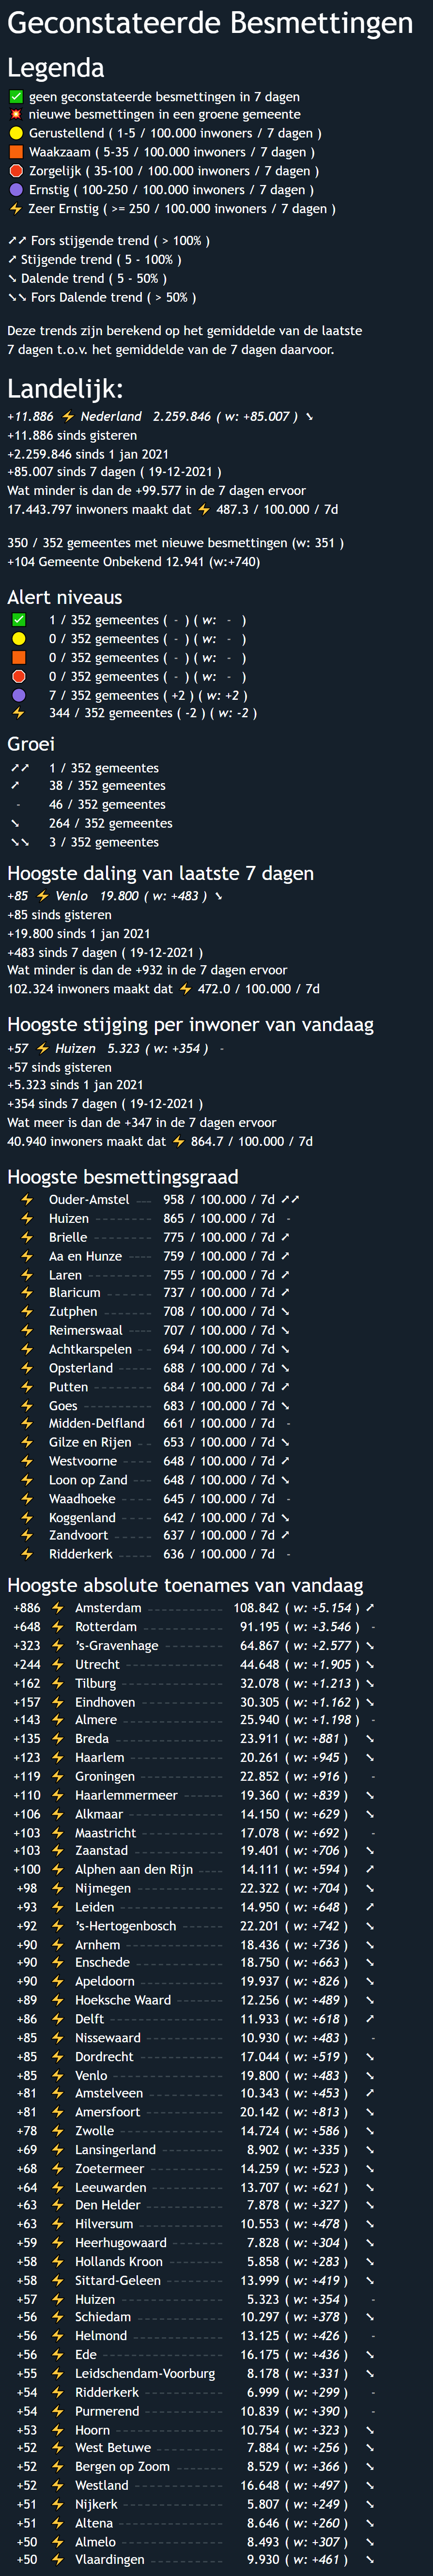 Geconstateerde Besmettingen
Legenda
✅ geen geconstateerde besmettingen in 7 dagen
💥 nieuwe besmettingen in een groene gemeente
🟡 Gerustellend ( 1-5 / 100.000 inwoners / 7 dagen )
🟧 Waakzaam ( 5-35 / 100.000 inwoners / 7 dagen )
🛑 Zorgelijk ( 35-100 / 100.000 inwoners / 7 dagen )
🟣 Ernstig ( 100-250 / 100.000 inwoners / 7 dagen )
⚡ Zeer Ernstig ( >= 250 / 100.000 inwoners / 7 dagen )
➚➚ Fors stijgende trend ( > 100% )
➚ Stijgende trend ( 5 - 100% )
➘ Dalende trend ( 5 - 50% )
➘➘ Fors Dalende trend ( > 50% )
Deze trends zijn berekend op het gemiddelde van de laatste
7 dagen t.o.v. het gemiddelde van de 7 dagen daarvoor.
Landelijk:
+11.886 ⚡ Nederland 2.259.846 ( w: +85.007 ) ➘
+11.886 sinds gisteren
+2.259.846 sinds 1 jan 2021
+85.007 sinds 7 dagen ( 19-12-2021 )
Wat minder is dan de +99.577 in de 7 dagen ervoor
17.443.797 inwoners maakt dat ⚡ 487.3 / 100.000 / 7d
350 / 352 gemeentes met nieuwe besmettingen (w: 351 )
+104 Gemeente Onbekend 12.941 (w:+740)
Alert niveaus
✅ 1 / 352 gemeentes ( - ) ( w: - )
🟡 0 / 352 gemeentes ( - ) ( w: - )
🟧 0 / 352 gemeentes ( - ) ( w: - )
🛑 0 / 352 gemeentes ( - ) ( w: - )
🟣 7 / 352 gemeentes ( +2 ) ( w: +2 )
⚡ 344 / 352 gemeentes ( -2 ) ( w: -2 )
Groei
➚➚ 1 / 352 gemeentes
➚ 38 / 352 gemeentes
- 46 / 352 gemeentes
➘ 264 / 352 gemeentes
➘➘ 3 / 352 gemeentes
Hoogste daling van laatste 7 dagen
+85 ⚡ Venlo 19.800 ( w: +483 ) ➘
+85 sinds gisteren
+19.800 sinds 1 jan 2021
+483 sinds 7 dagen ( 19-12-2021 )
Wat minder is dan de +932 in de 7 dagen ervoor
102.324 inwoners maakt dat ⚡ 472.0 / 100.000 / 7d
Hoogste stijging per inwoner van vandaag
+57 ⚡ Huizen 5.323 ( w: +354 ) -
+57 sinds gisteren
+5.323 sinds 1 jan 2021
+354 sinds 7 dagen ( 19-12-2021 )
Wat meer is dan de +347 in de 7 dagen ervoor
40.940 inwoners maakt dat ⚡ 864.7 / 100.000 / 7d
Hoogste besmettingsgraad
⚡ Ouder-Amstel 958 / 100.000 / 7d ➚➚
⚡ Huizen 865 / 100.000 / 7d -
⚡ Brielle 775 / 100.000 / 7d ➚
⚡ Aa en Hunze 759 / 100.000 / 7d ➚
⚡ Laren 755 / 100.000 / 7d ➚
⚡ Blaricum 737 / 100.000 / 7d ➚
⚡ Zutphen 708 / 100.000 / 7d ➘
⚡ Reimerswaal 707 / 100.000 / 7d ➘
⚡ Achtkarspelen 694 / 100.000 / 7d ➘
⚡ Opsterland 688 / 100.000 / 7d ➘
⚡ Putten 684 / 100.000 / 7d ➚
⚡ Goes 683 / 100.000 / 7d ➘
⚡ Midden-Delfland 661 / 100.000 / 7d -
⚡ Gilze en Rijen 653 / 100.000 / 7d ➘
⚡ Westvoorne 648 / 100.000 / 7d ➚
⚡ Loon op Zand 648 / 100.000 / 7d ➘
⚡ Waadhoeke 645 / 100.000 / 7d -
⚡ Koggenland 642 / 100.000 / 7d ➘
⚡ Zandvoort 637 / 100.000 / 7d ➚
⚡ Ridderkerk 636 / 100.000 / 7d -
Hoogste absolute toenames van vandaag
+886 ⚡ Amsterdam 108.842 ( w: +5.154 ) ➚
+648 ⚡ Rotterdam 91.195 ( w: +3.546 ) -
+323 ⚡ 's-Gravenhage 64.867 ( w: +2.577 ) ➘
+244 ⚡ Utrecht 44.648 ( w: +1.905 ) ➘
+162 ⚡ Tilburg 32.078 ( w: +1.213 ) ➘
+157 ⚡ Eindhoven 30.305 ( w: +1.162 ) ➘
+143 ⚡ Almere 25.940 ( w: +1.198 ) -
+135 ⚡ Breda 23.911 ( w: +881 ) ➘
+123 ⚡ Haarlem 20.261 ( w: +945 ) ➘
+119 ⚡ Groningen 22.852 ( w: +916 ) -
+110 ⚡ Haarlemmermeer 19.360 ( w: +839 ) ➘
+106 ⚡ Alkmaar 14.150 ( w: +629 ) ➘
+103 ⚡ Maastricht 17.078 ( w: +692 ) -
+103 ⚡ Zaanstad 19.401 ( w: +706 ) ➘
+100 ⚡ Alphen aan den Rijn 14.111 ( w: +594 ) ➚
+98 ⚡ Nijmegen 22.322 ( w: +704 ) ➘
+93 ⚡ Leiden 14.950 ( w: +648 ) ➚
+92 ⚡ 's-Hertogenbosch 22.201 ( w: +742 ) ➘
+90 ⚡ Arnhem 18.436 ( w: +736 ) ➘
+90 ⚡ Enschede 18.750 ( w: +663 ) ➘
+90 ⚡ Apeldoorn 19.937 ( w: +826 ) ➘
+89 ⚡ Hoeksche Waard 12.256 ( w: +489 ) ➘
+86 ⚡ Delft 11.933 ( w: +618 ) ➚
+85 ⚡ Nissewaard 10.930 ( w: +483 ) -
+85 ⚡ Dordrecht 17.044 ( w: +519 ) ➘
+85 ⚡ Venlo 19.800 ( w: +483 ) ➘
+81 ⚡ Amstelveen 10.343 ( w: +453 ) ➚
+81 ⚡ Amersfoort 20.142 ( w: +813 ) ➘
+78 ⚡ Zwolle 14.724 ( w: +586 ) ➘
+69 ⚡ Lansingerland 8.902 ( w: +335 ) ➘
+68 ⚡ Zoetermeer 14.259 ( w: +523 ) ➘
+64 ⚡ Leeuwarden 13.707 ( w: +621 ) ➘
+63 ⚡ Den Helder 7.878 ( w: +327 ) ➘
+63 ⚡ Hilversum 10.553 ( w: +478 ) ➘
+59 ⚡ Heerhugowaard 7.828 ( w: +304 ) ➘
+58 ⚡ Hollands Kroon 5.858 ( w: +283 ) ➘
+58 ⚡ Sittard-Geleen 13.999 ( w: +419 ) ➘
+57 ⚡ Huizen 5.323 ( w: +354 ) -
+56 ⚡ Schiedam 10.297 ( w: +378 ) ➘
+56 ⚡ Helmond 13.125 ( w: +426 ) -
+56 ⚡ Ede 16.175 ( w: +436 ) ➘
+55 ⚡ Leidschendam-Voorburg 8.178 ( w: +331 ) ➘
+54 ⚡ Ridderkerk 6.999 ( w: +299 ) -
+54 ⚡ Purmerend 10.839 ( w: +390 ) -
+53 ⚡ Hoorn 10.754 ( w: +323 ) ➘
+52 ⚡ West Betuwe 7.884 ( w: +256 ) ➘
+52 ⚡ Bergen op Zoom 8.529 ( w: +366 ) ➘
+52 ⚡ Westland 16.648 ( w: +497 ) ➘
+51 ⚡ Nijkerk 5.807 ( w: +249 ) ➘
+51 ⚡ Altena 8.646 ( w: +260 ) ➘
+50 ⚡ Almelo 8.493 ( w: +307 ) ➘
+50 ⚡ Vlaardingen 9.930 ( w: +461 ) ➘